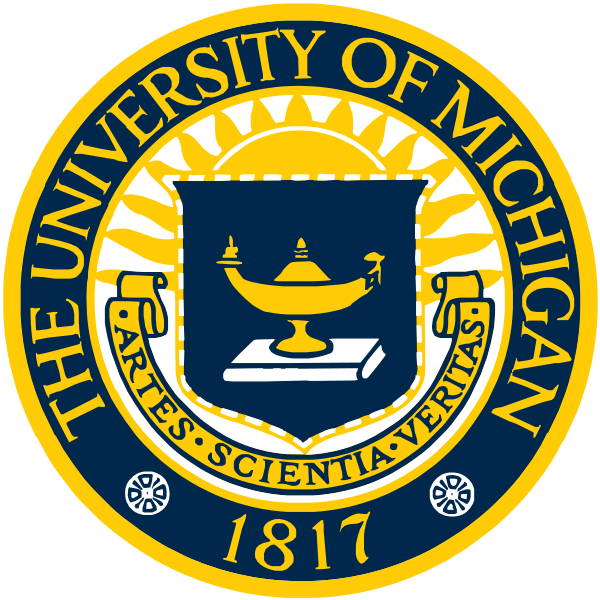 THE UNIVERSITY OF MICHIGAN
·ARTES·SCIENTIA·VERITAS·
1817